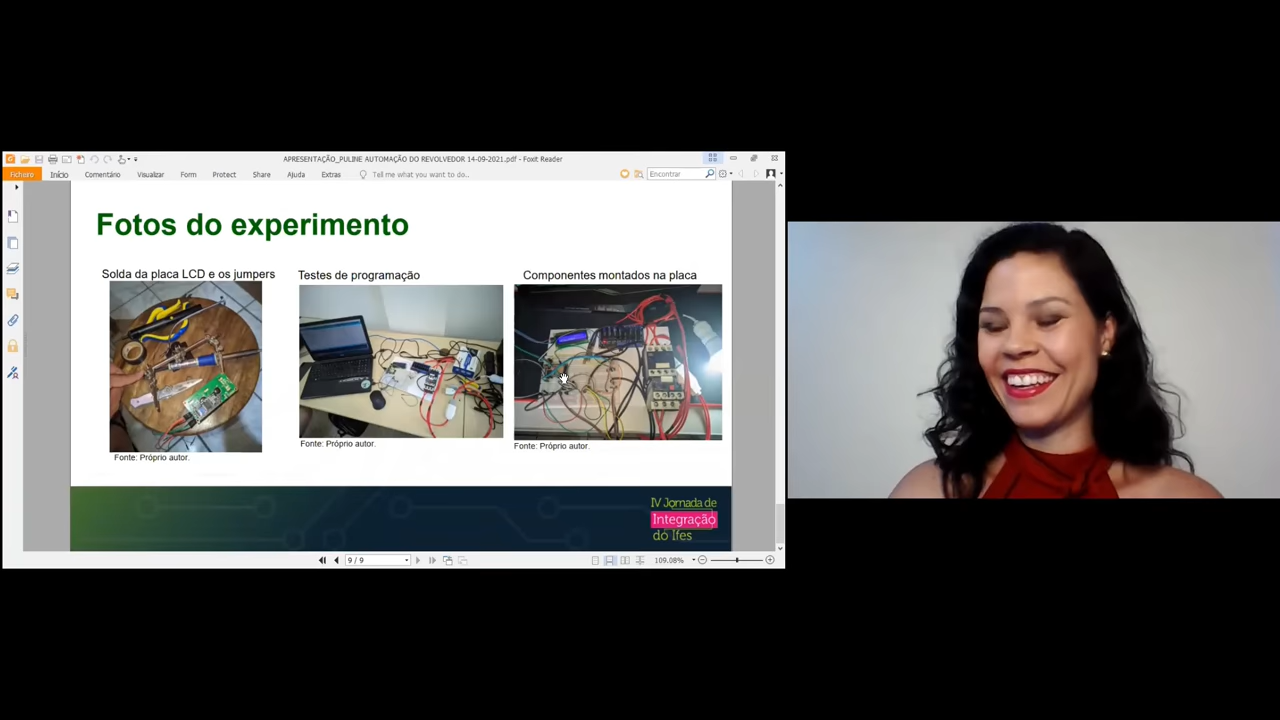 APRESENTAÇÃO_PULINE AUTOMAÇÃO DO REVOLVEDOR 14-09-2021.pdf - Foxit Reader
Ficheiro Início Comentário Visualizar Form Protect Share Ajuda Extras Tell me what you want to do.. Encontrar
Fotos do experimento
Solda da placa LCD e os jumpers
Testes de programação
Componentes montados na placa
Fonte: Próprio autor.
Fonte: Próprio autor.
Fonte: Próprio autor.
IV Jornada de
Integração
do Ifes
9 / 9
109.08%